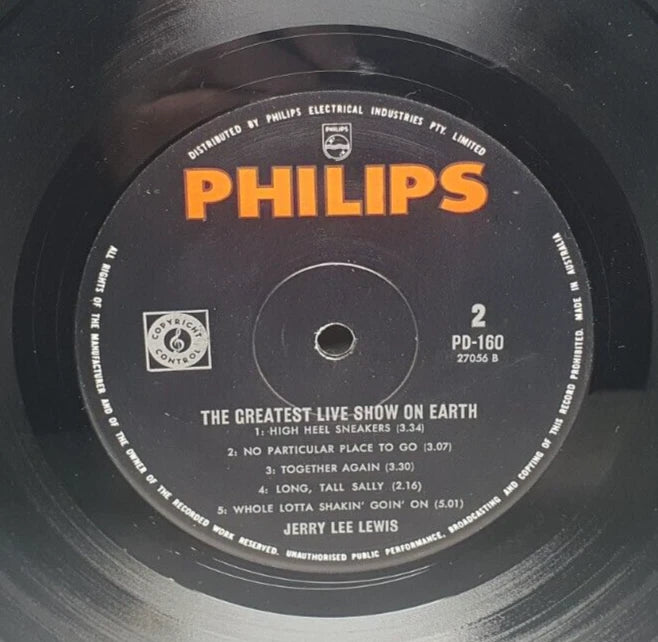 DISTRIBUTED BY PHILIPS ELECTRICAL INDUSTRIES PTY. LIMITED
PHILIPS
PHILIPS
COPYRIGHT
CONTROL
2
PD-160
27056 B
THE GREATEST LIVE SHOW ON EARTH
1: HIGH HEEL SNEAKERS (3.34)
2: NO PARTICULAR PLACE TO GO (3.07)
3: TOGETHER AGAIN (3.30)
4: LONG, TALL SALLY (2.16)
5: WHOLE LOTTA SHAKIN' GOIN' ON (5.01)
JERRY LEE LEWIS
ALL RIGHTS OF THE MANUFACTURER AND OF THE OWNER OF THE RECORDED WORK RESERVED. UNAUTHORISED PUBLIC PERFORMANCE, BROADCASTING AND COPYING OF THIS RECORD PROHIBITED. MADE IN AUSTRALIA